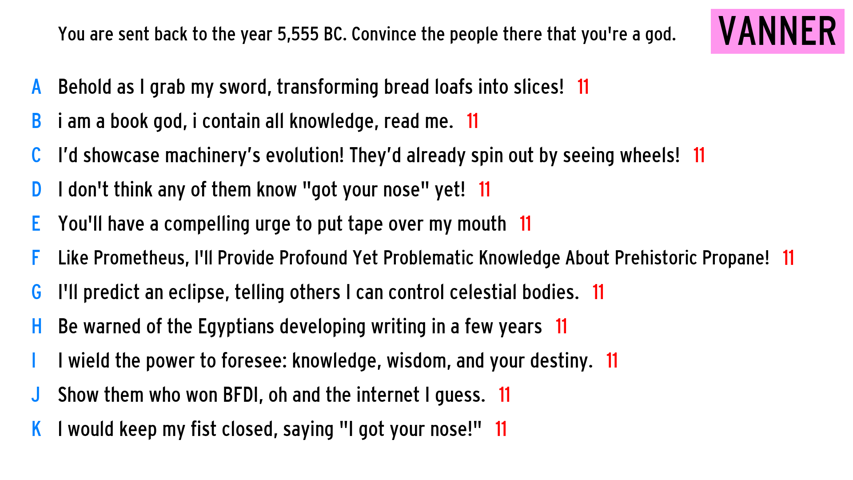 You are sent back to the year 5,555 BC. Convince the people there that you're a god.
VANNER
A Behold as I grab my sword, transforming bread loafs into slices! 11
B i am a book god, i contain all knowledge, read me. 11
C I’d showcase machinery’s evolution! They’d already spin out by seeing wheels! 11
D I don't think any of them know "got your nose" yet! 11
E You'll have a compelling urge to put tape over my mouth 11
F Like Prometheus, I'll Provide Profound Yet Problematic Knowledge About Prehistoric Propane! 11
G I'll predict an eclipse, telling others I can control celestial bodies. 11
H Be warned of the Egyptians developing writing in a few years 11
I I wield the power to foresee: knowledge, wisdom, and your destiny. 11
J Show them who won BFDI, oh and the internet I guess. 11
K I would keep my fist closed, saying "I got your nose!" 11